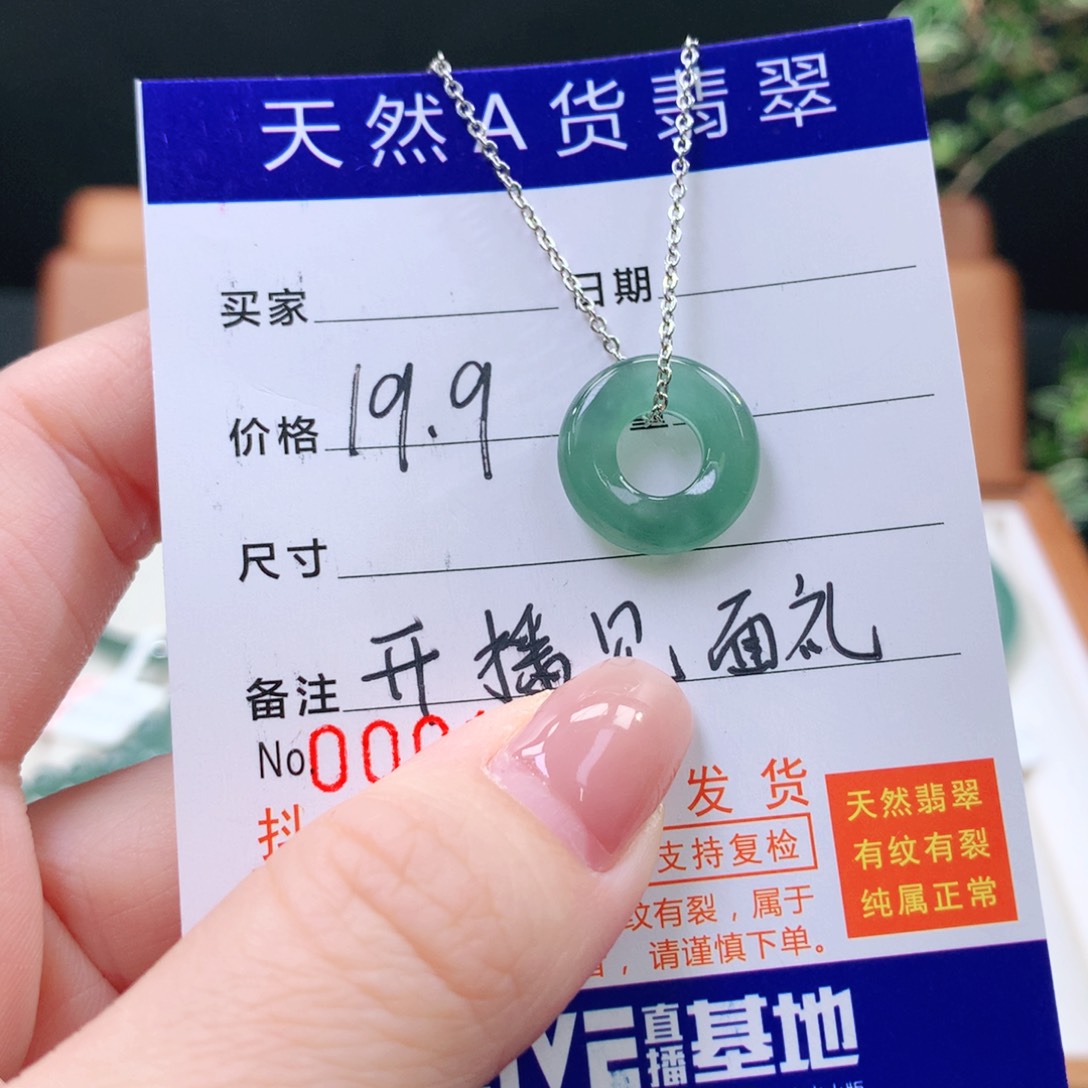 天然A货翡翠
买家 日期
价格 19.9
尺寸
备注 开播见面礼
No000
抖 发货
支持复检
纹有裂，属于
，请谨慎下单。
天然翡翠
有纹有裂
纯属正常
直播基地